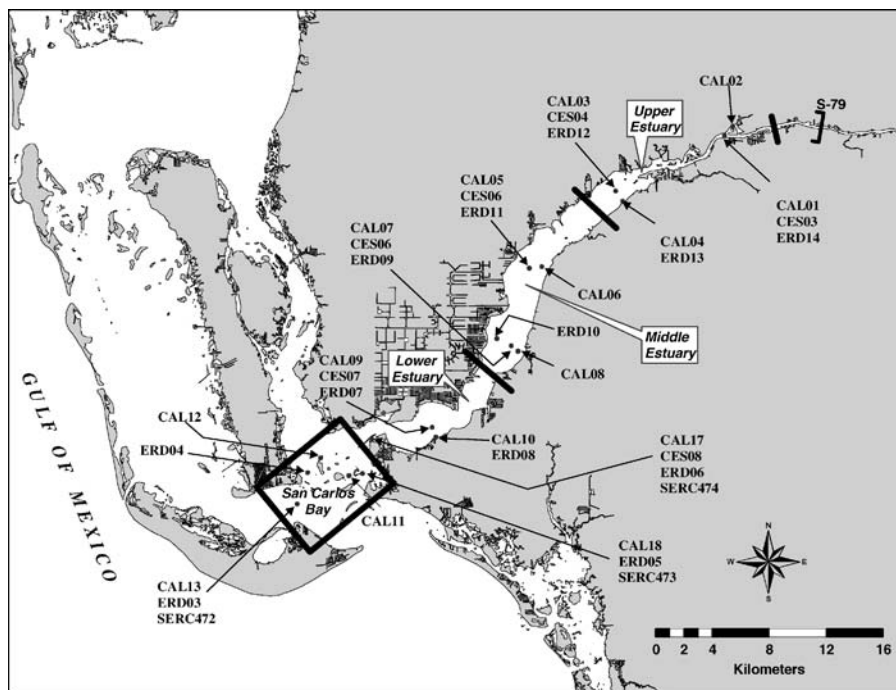 CAL02
S-79
CAL03
CES04
ERD12
Upper
Estuary
CAL05
CES06
ERD11
CAL01
CES03
ERD14
CAL07
CES06
ERD09
CAL04
ERD13
CAL06
ERD10
Middle
Estuary
Lower
Estuary
CAL08
CAL09
CES07
ERD07
CAL12
CAL10
ERD08
CAL17
CES08
ERD06
SERC474
ERD04
San Carlos
Bay
CAL11
GULF OF MEXICO
CAL18
ERD05
SERC473
CAL13
ERD03
SERC472
N
W
E
S
0 2 4 8 12 16
Kilometers